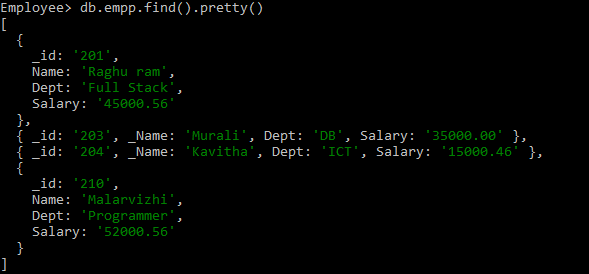 Employee> db.empp.find().pretty()
[
  {
    _id: '201',
    Name: 'Raghu ram',
    Dept: 'Full Stack',
    Salary: '45000.56'
  },
  { _id: '203', _Name: 'Murali', Dept: 'DB', Salary: '35000.00' },
  { _id: '204', _Name: 'Kavitha', Dept: 'ICT', Salary: '15000.46' },
  {
    _id: '210',
    Name: 'Malarvizhi',
    Dept: 'Programmer',
    Salary: '52000.56'
  }
]